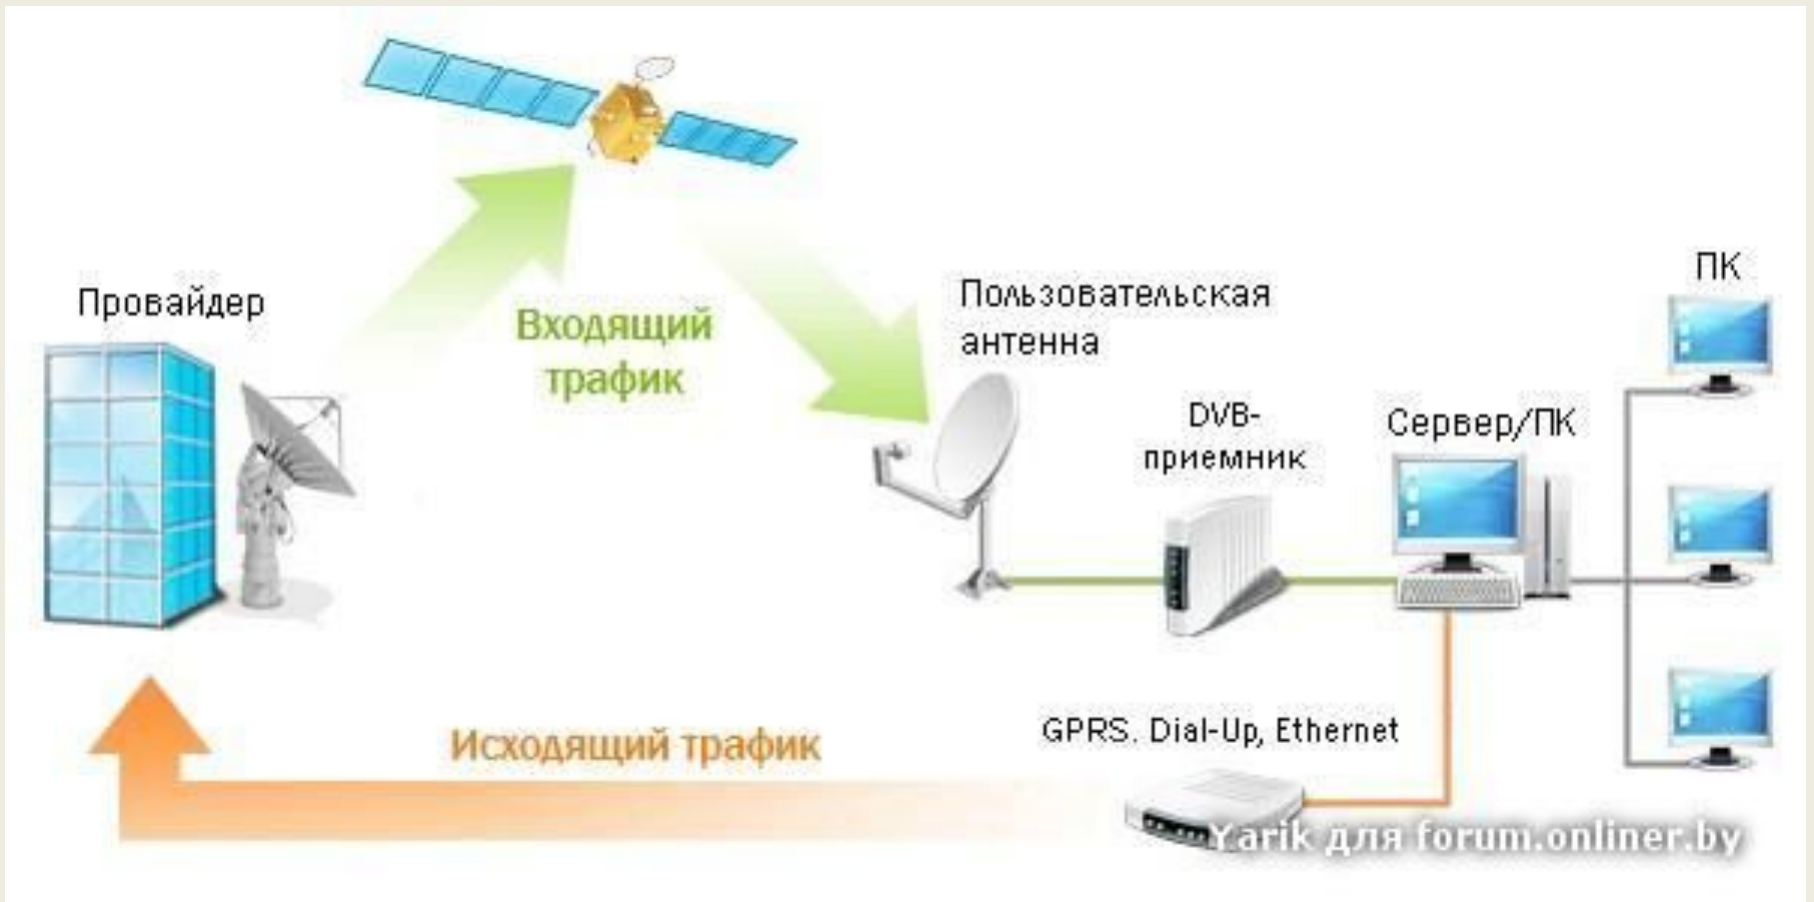 ПК
Провайдер
Пользовательская
антенна
Входящий
трафик
DVB-
приемник
Сервер/ПК
GPRS. Dial-Up, Ethernet
Исходящий трафик
Yarik для forum.onliner.by